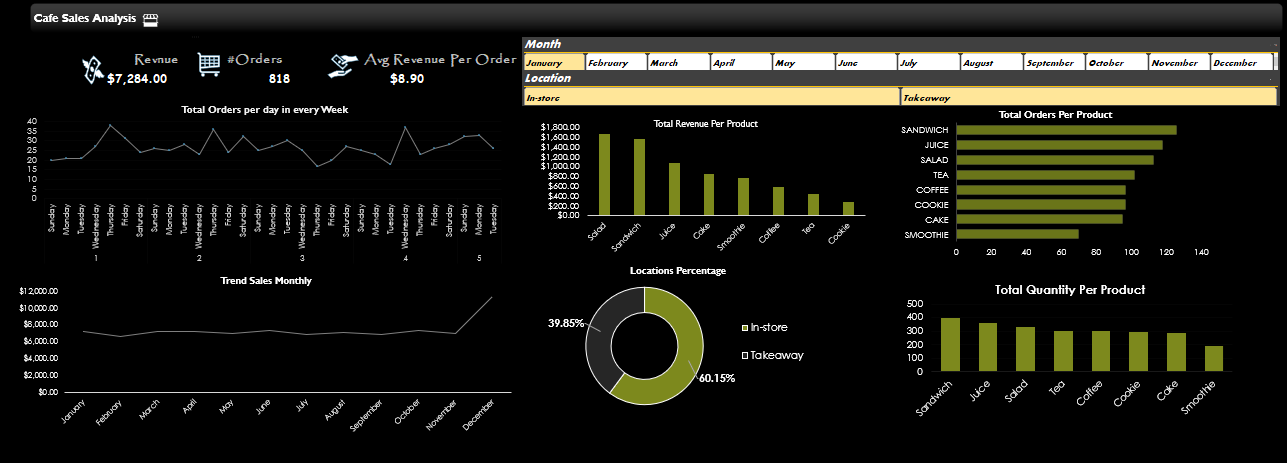 Cafe Sales Analysis
Revnue
$7,284.00
#Orders
818
Avg Revenue Per Order
$8.90
Month
January February March April May June July August September October November December
Location
In-store Takeaway
Total Orders per day in every Week
40
35
30
25
20
15
10
5
0
Sunday Monday Tuesday Wednesday Thursday Friday Saturday Sunday Monday Tuesday Wednesday Thursday Friday Saturday Sunday Monday Tuesday Wednesday Thursday Friday Saturday Sunday Monday Tuesday Wednesday Thursday Friday Saturday Sunday Monday Tuesday
1 2 3 4 5
Total Revenue Per Product
$1,800.00
$1,600.00
$1,400.00
$1,200.00
$1,000.00
$800.00
$600.00
$400.00
$200.00
$0.00
Salad Sandwich Juice Cake Smoothie Coffee Tea Cookie
Total Orders Per Product
SANDWICH
JUICE
SALAD
TEA
COFFEE
COOKIE
CAKE
SMOOTHIE
0 20 40 60 80 100 120 140
Trend Sales Monthly
$12,000.00
$10,000.00
$8,000.00
$6,000.00
$4,000.00
$2,000.00
$0.00
January February March April May June July August September October November December
Locations Percentage
39.85%
60.15%
In-store
Takeaway
Total Quantity Per Product
500
400
300
200
100
0
Sandwich Juice Salad Tea Coffee Cookie Cake Smoothie